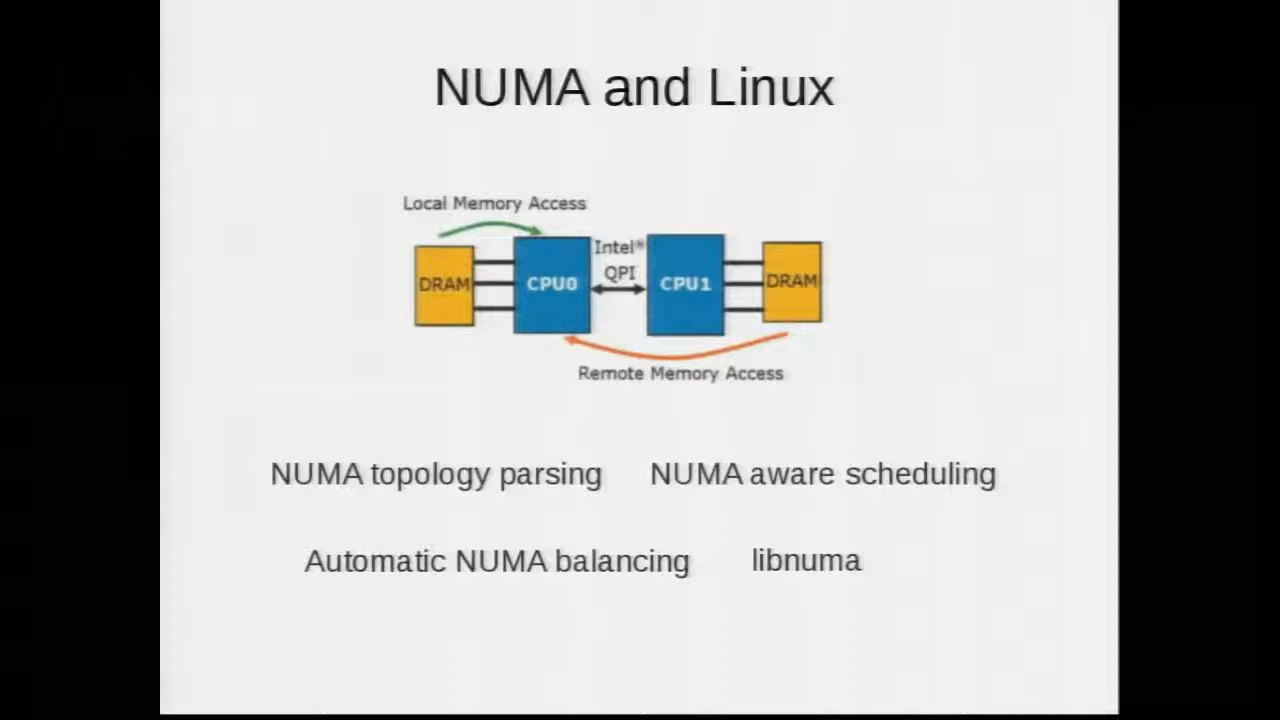 NUMA and Linux
Local Memory Access
Intel®
QPI
DRAM
CPU0
CPU1
DRAM
Remote Memory Access
NUMA topology parsing
NUMA aware scheduling
Automatic NUMA balancing
libnuma